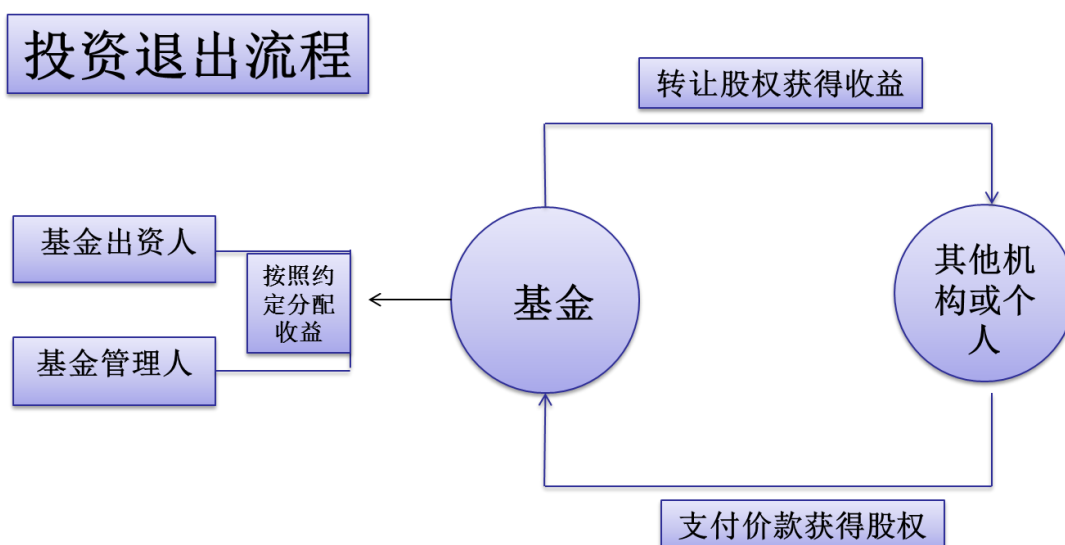 投资退出流程
转让股权获得收益
基金出资人
按照约
定分配
收益
基金管理人
基金
其他机
构或个
人
支付价款获得股权